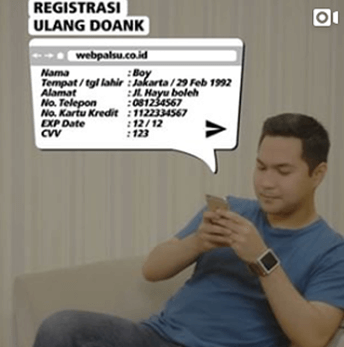 REGISTRASI
ULANG DOANK
webpalsu.co.id
Nama : Boy
Tempat / tgl lahir : Jakarta / 29 Feb 1992
Alamat : Jl. Hayu boleh
No. Telepon : 081234567
No. Kartu Kredit : 1122334567
EXP Date : 12 / 12
CVV : 123